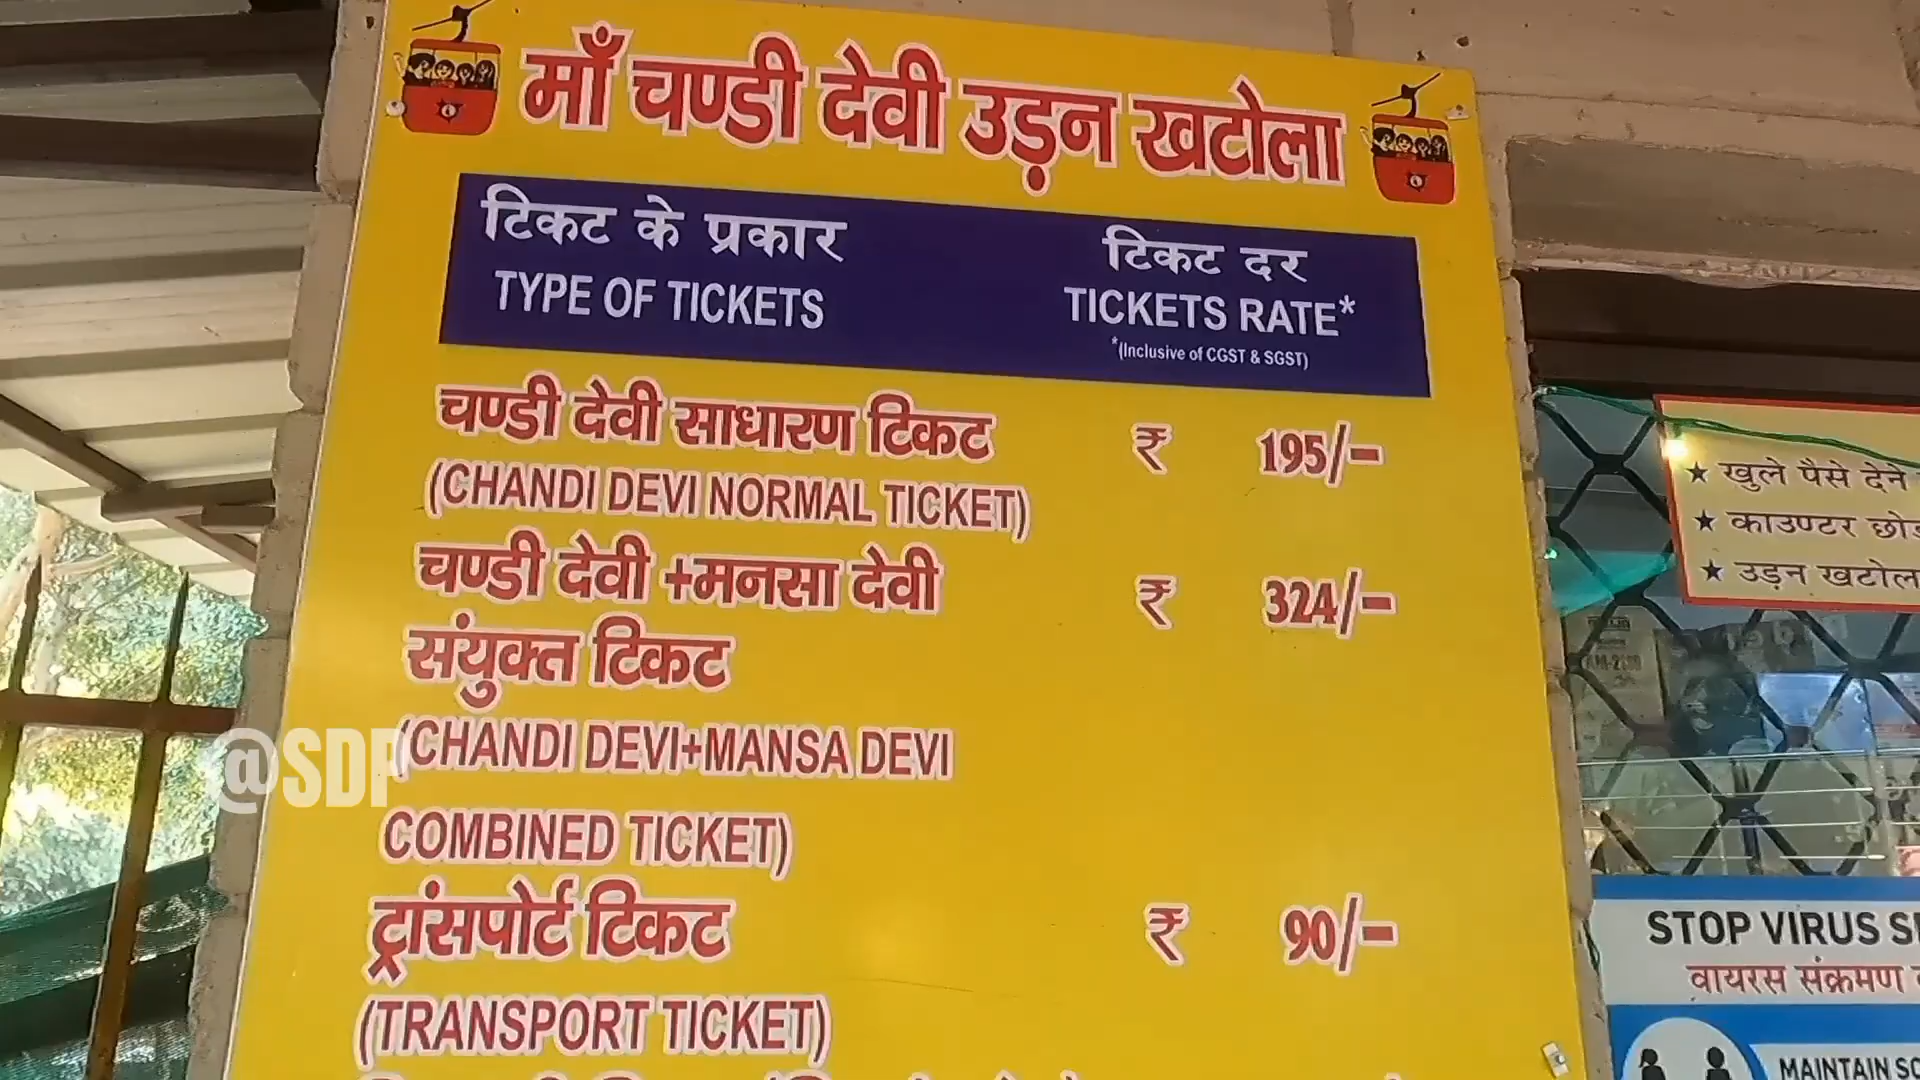 माँ चण्डी देवी उड़न खटोला
टिकट के प्रकार
टिकट दर
TYPE OF TICKETS
TICKETS RATE*
*(Inclusive of CGST & SGST)
चण्डी देवी साधारण टिकट ₹ 195/-
(CHANDI DEVI NORMAL TICKET)
चण्डी देवी +मनसा देवी ₹ 324/-
संयुक्त टिकट
(CHANDI DEVI+MANSA DEVI
COMBINED TICKET)
ट्रांसपोर्ट टिकट ₹ 90/-
(TRANSPORT TICKET)
@SDP
★ खुले पैसे देने
★ काउण्टर
★ उड़न
STOP VIRUS
वायरस संक्रमण
MAINTAIN